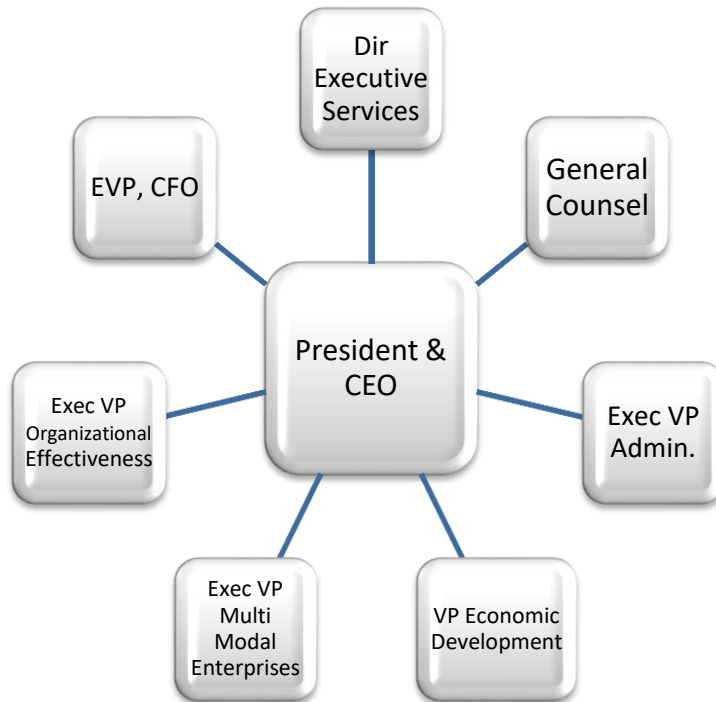 Dir
Executive
Services
EVP, CFO
General
Counsel
President &
CEO
Exec VP
Organizational
Effectiveness
Exec VP
Admin.
Exec VP
Multi
Modal
Enterprises
VP Economic
Development